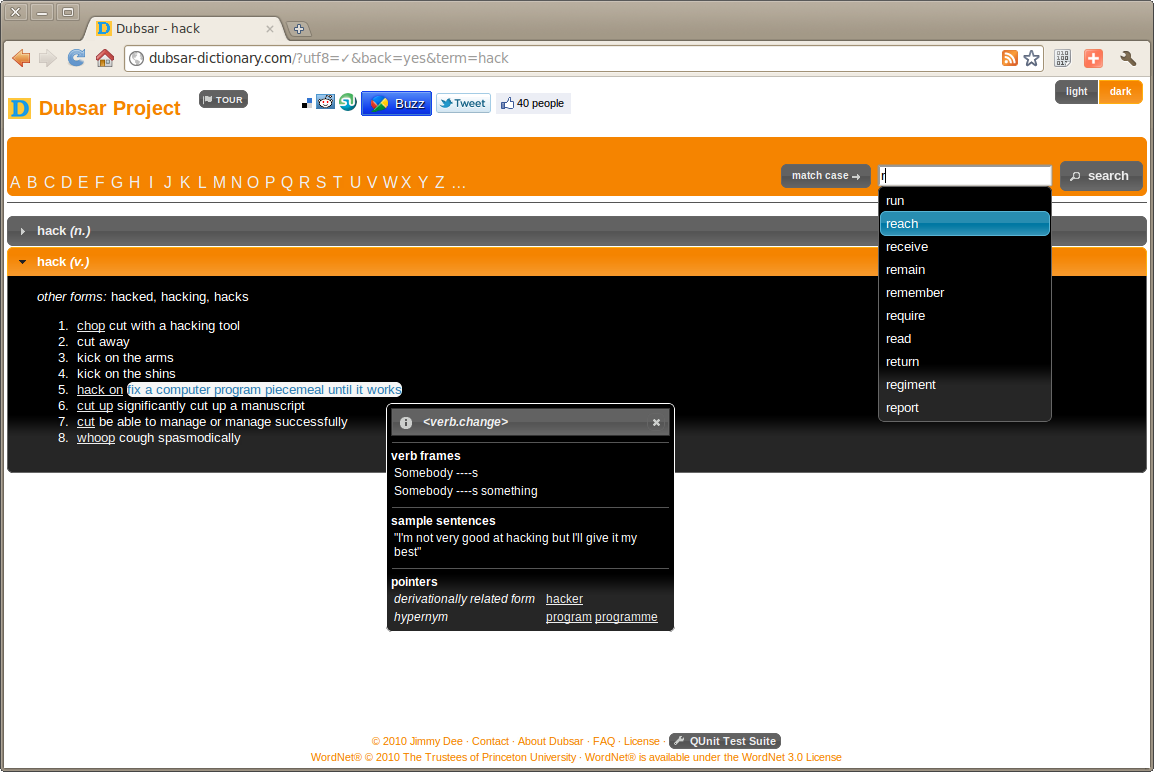 Dubsar - hack
dubsar-dictionary.com/?utf8=✓&back=yes&term=hack
Dubsar Project
TOUR
Buzz
Tweet
40 people
light
dark
A B C D E F G H I J K L M N O P Q R S T U V W X Y Z ...
match case →
r
search
run
reach
receive
remain
remember
require
read
return
regiment
report
hack (n.)
hack (v.)
other forms: hacked, hacking, hacks
1. chop cut with a hacking tool
2. cut away
3. kick on the arms
4. kick on the shins
5. hack on fix a computer program piecemeal until it works
6. cut up significantly cut up a manuscript
7. cut be able to manage or manage successfully
8. whoop cough spasmodically
<verb.change>
verb frames
Somebody ----s
Somebody ----s something
sample sentences
"I'm not very good at hacking but I'll give it my
best"
pointers
derivationally related form hacker
hypernym program programme
© 2010 Jimmy Dee · Contact · About Dubsar · FAQ · License · QUnit Test Suite
WordNet® © 2010 The Trustees of Princeton University · WordNet® is available under the WordNet 3.0 License